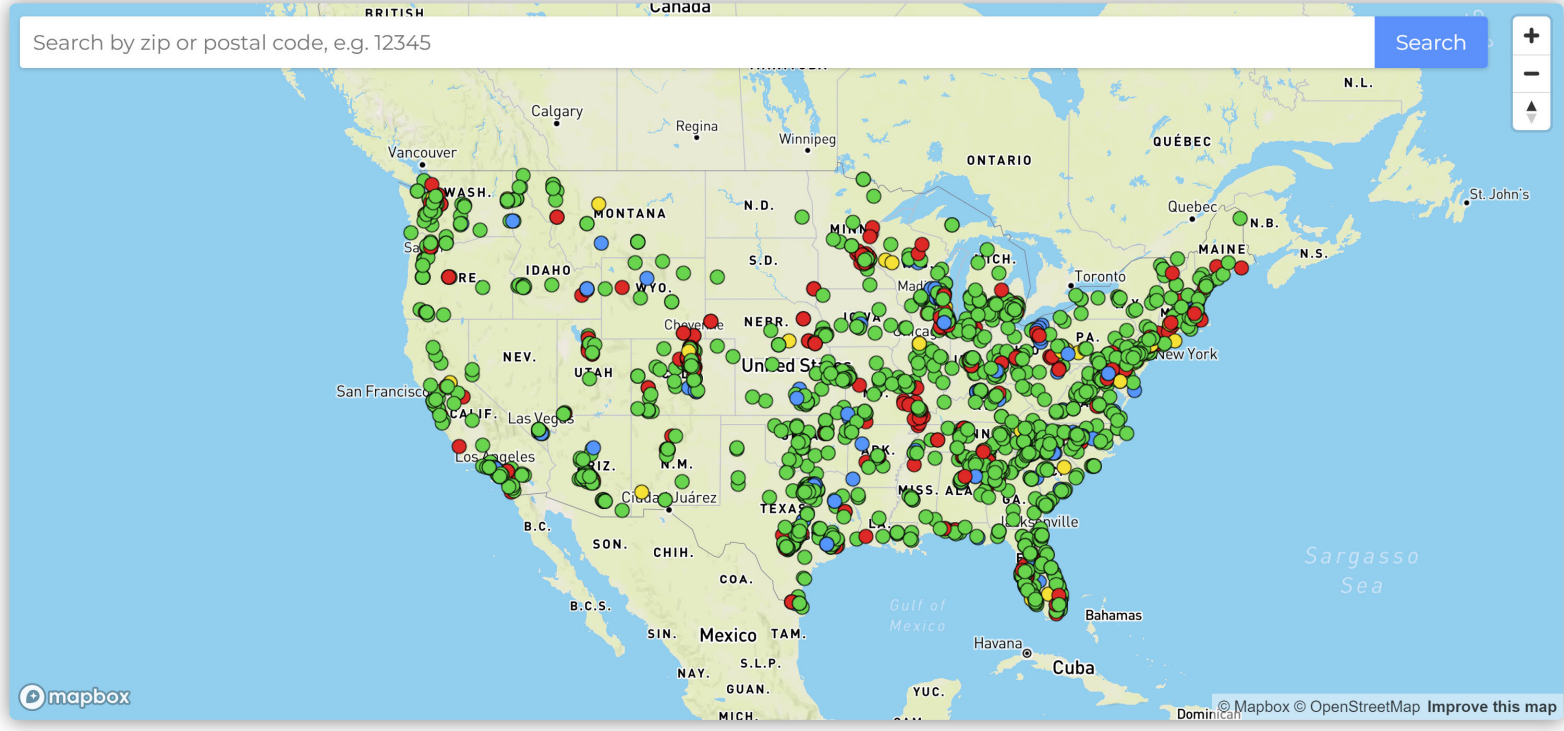 Canada
BRITISH
Search by zip or postal code, e.g. 12345
Search
N.L.
Calgary
Regina
Winnipeg
ONTARIO
QUÉBEC
Vancouver
WASH.
St. John's
N.D.
MONTANA
Quebec
N.B.
MAINE
N.S.
S.D.
IDAHO
Toronto
WYO.
NEBR.
Cheyenne
IOWA
Chicago
PA.
NEV.
UTAH
United States
New York
San Francisco
CALIF.
Las Vegas
ARK.
Los Angeles
ARIZ.
N.M.
MISS.
ALA.
Ciudad Juárez
TEXAS
GA.
LA.
Jacksonville
B.C.
SON.
CHIH.
COA.
Sargasso
Sea
B.C.S.
Gulf of
Mexico
Bahamas
SIN.
Mexico
TAM.
Havana
Cuba
S.L.P.
NAY.
GUAN.
YUC.
mapbox
MICH.
© Mapbox © OpenStreetMap Improve this map